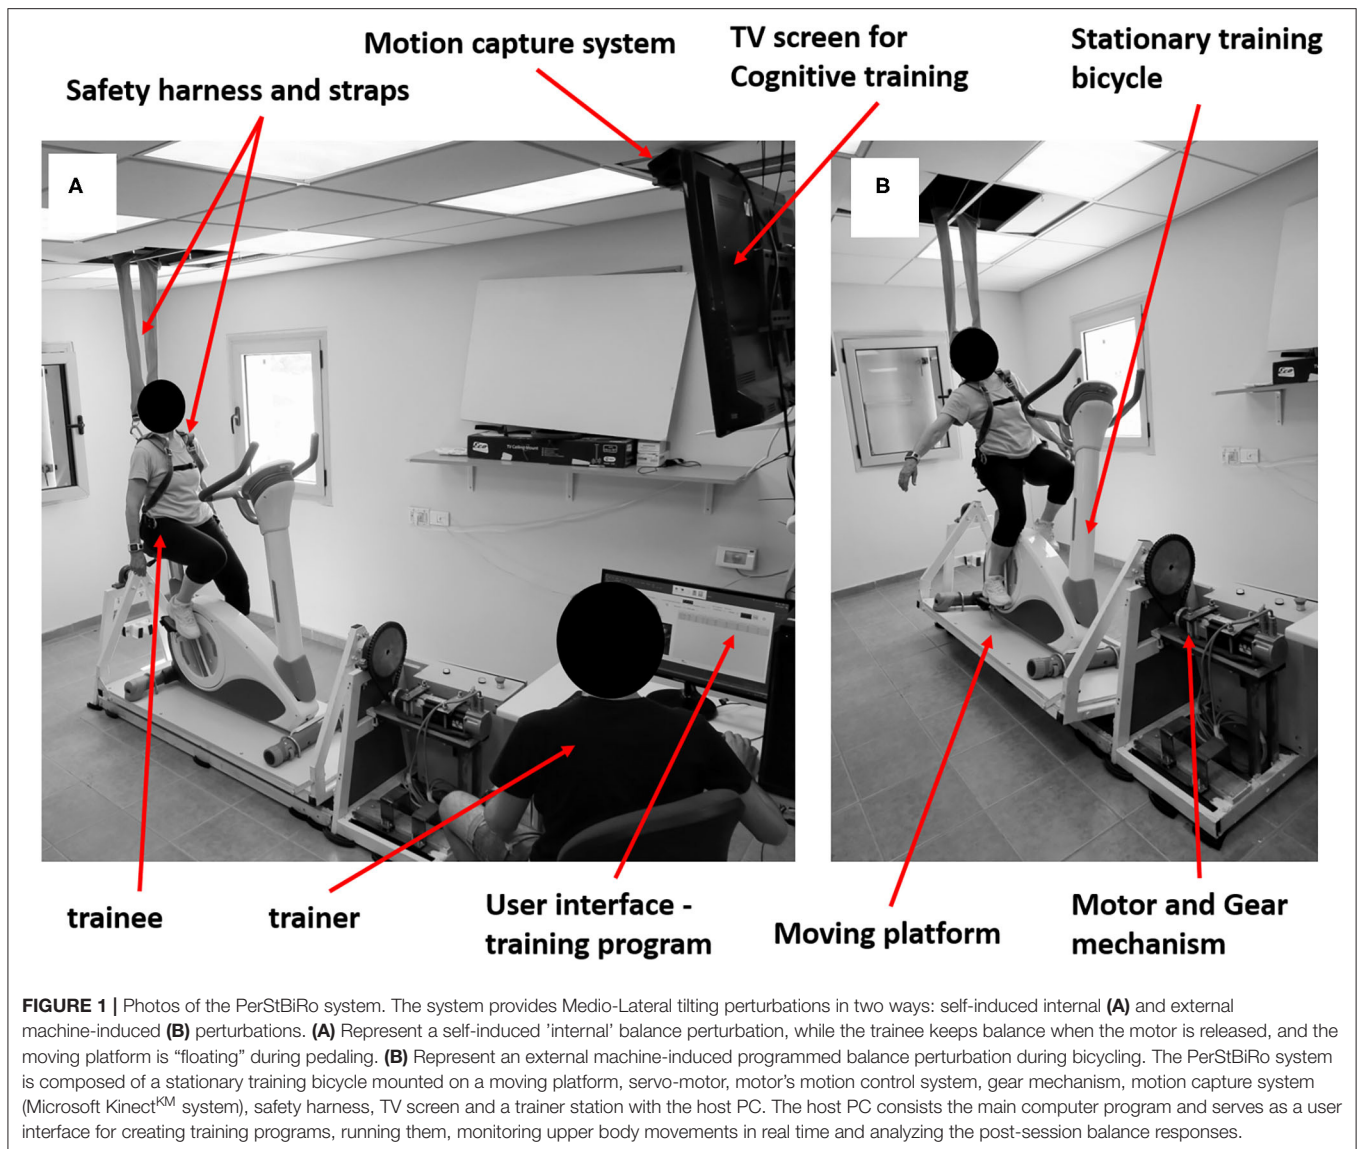 Motion capture system
TV screen for
Cognitive training
Stationary training
bicycle
Safety harness and straps
A
B
trainee
trainer
User interface -
training program
Moving platform
Motor and Gear
mechanism
FIGURE 1 | Photos of the PerStBiRo system. The system provides Medio-Lateral tilting perturbations in two ways: self-induced internal (A) and external
machine-induced (B) perturbations. (A) Represent a self-induced ’internal’ balance perturbation, while the trainee keeps balance when the motor is released, and the
moving platform is “floating” during pedaling. (B) Represent an external machine-induced programmed balance perturbation during bicycling. The PerStBiRo system
is composed of a stationary training bicycle mounted on a moving platform, servo-motor, motor’s motion control system, gear mechanism, motion capture system
(Microsoft KinectKM system), safety harness, TV screen and a trainer station with the host PC. The host PC consists the main computer program and serves as a user
interface for creating training programs, running them, monitoring upper body movements in real time and analyzing the post-session balance responses.